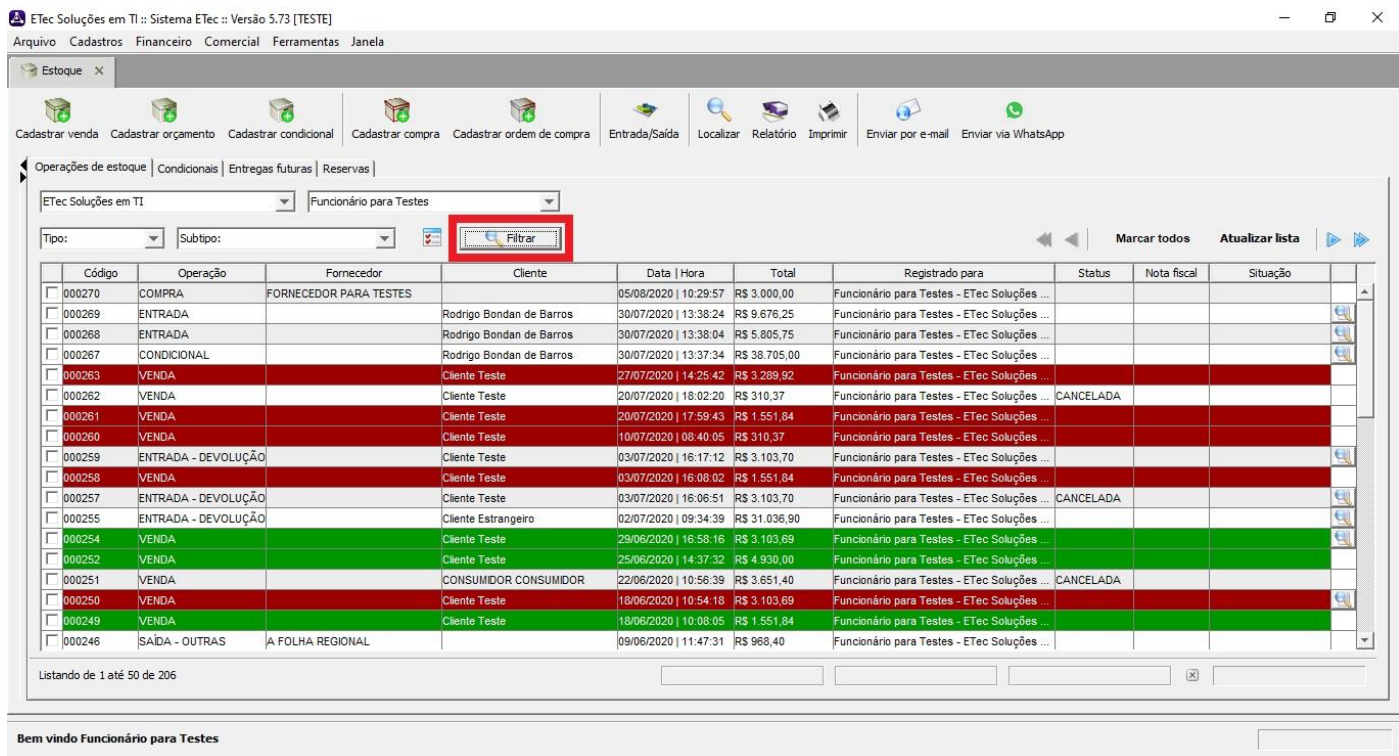 ETec Soluções em TI :: Sistema ETec :: Versão 5.73 [TESTE]
Arquivo Cadastros Financeiro Comercial Ferramentas Janela
Estoque
Cadastrar venda Cadastrar orçamento Cadastrar condicional Cadastrar compra Cadastrar ordem de compra Entrada/Saída Localizar Relatório Imprimir Enviar por e-mail Enviar via WhatsApp
Operações de estoque Condicionais Entregas futuras Reservas
ETec Soluções em TI Funcionário para Testes
Tipo: Subtipo: Filtrar Marcar todos Atualizar lista
Código Operação Fornecedor Cliente Data | Hora Total Registrado para Status Nota fiscal Situação
000270 COMPRA FORNECEDOR PARA TESTES 05/08/2020 | 10:29:57 R$ 3.000,00 Funcionário para Testes - ETec Soluções ...
000269 ENTRADA Rodrigo Bondan de Barros 30/07/2020 | 13:38:24 R$ 9.676,25 Funcionário para Testes - ETec Soluções ...
000268 ENTRADA Rodrigo Bondan de Barros 30/07/2020 | 13:38:04 R$ 5.805,75 Funcionário para Testes - ETec Soluções ...
000267 CONDICIONAL Rodrigo Bondan de Barros 30/07/2020 | 13:37:34 R$ 38.705,00 Funcionário para Testes - ETec Soluções ...
000263 VENDA Cliente Teste 27/07/2020 | 14:25:42 R$ 3.289,92 Funcionário para Testes - ETec Soluções ...
000262 VENDA Cliente Teste 20/07/2020 | 18:02:20 R$ 310,37 Funcionário para Testes - ETec Soluções ... CANCELADA
000261 VENDA Cliente Teste 20/07/2020 | 17:59:43 R$ 1.551,84 Funcionário para Testes - ETec Soluções ...
000260 VENDA Cliente Teste 10/07/2020 | 08:40:05 R$ 310,37 Funcionário para Testes - ETec Soluções ...
000259 ENTRADA - DEVOLUÇÃO Cliente Teste 03/07/2020 | 16:17:12 R$ 3.103,70 Funcionário para Testes - ETec Soluções ...
000258 VENDA Cliente Teste 03/07/2020 | 16:08:02 R$ 1.551,84 Funcionário para Testes - ETec Soluções ...
000257 ENTRADA - DEVOLUÇÃO Cliente Teste 03/07/2020 | 16:06:51 R$ 3.103,70 Funcionário para Testes - ETec Soluções ... CANCELADA
000255 ENTRADA - DEVOLUÇÃO Cliente Estrangeiro 02/07/2020 | 09:34:39 R$ 31.036,90 Funcionário para Testes - ETec Soluções ...
000254 VENDA Cliente Teste 29/06/2020 | 16:58:16 R$ 3.103,69 Funcionário para Testes - ETec Soluções ...
000252 VENDA Cliente Teste 25/06/2020 | 14:37:32 R$ 4.930,00 Funcionário para Testes - ETec Soluções ...
000251 VENDA CONSUMIDOR CONSUMIDOR 22/06/2020 | 10:56:39 R$ 3.651,40 Funcionário para Testes - ETec Soluções ... CANCELADA
000250 VENDA Cliente Teste 18/06/2020 | 10:54:18 R$ 3.103,69 Funcionário para Testes - ETec Soluções ...
000249 VENDA Cliente Teste 18/06/2020 | 10:08:05 R$ 1.551,84 Funcionário para Testes - ETec Soluções ...
000246 SAÍDA - OUTRAS A FOLHA REGIONAL 09/06/2020 | 11:47:31 R$ 968,40 Funcionário para Testes - ETec Soluções ...
Listando de 1 até 50 de 206
Bem vindo Funcionário para Testes